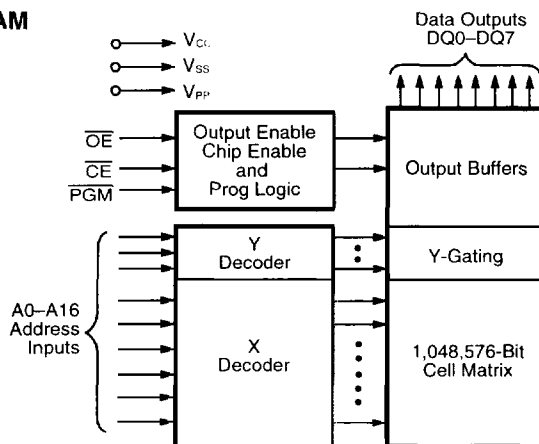 AM
Data Outputs
DQ0–DQ7
VCC
VSS
VPP
OE
CE
PGM
Output Enable
Chip Enable
and
Prog Logic
Output Buffers
Y
Decoder
Y-Gating
A0–A16
Address
Inputs
X
Decoder
1,048,576-Bit
Cell Matrix